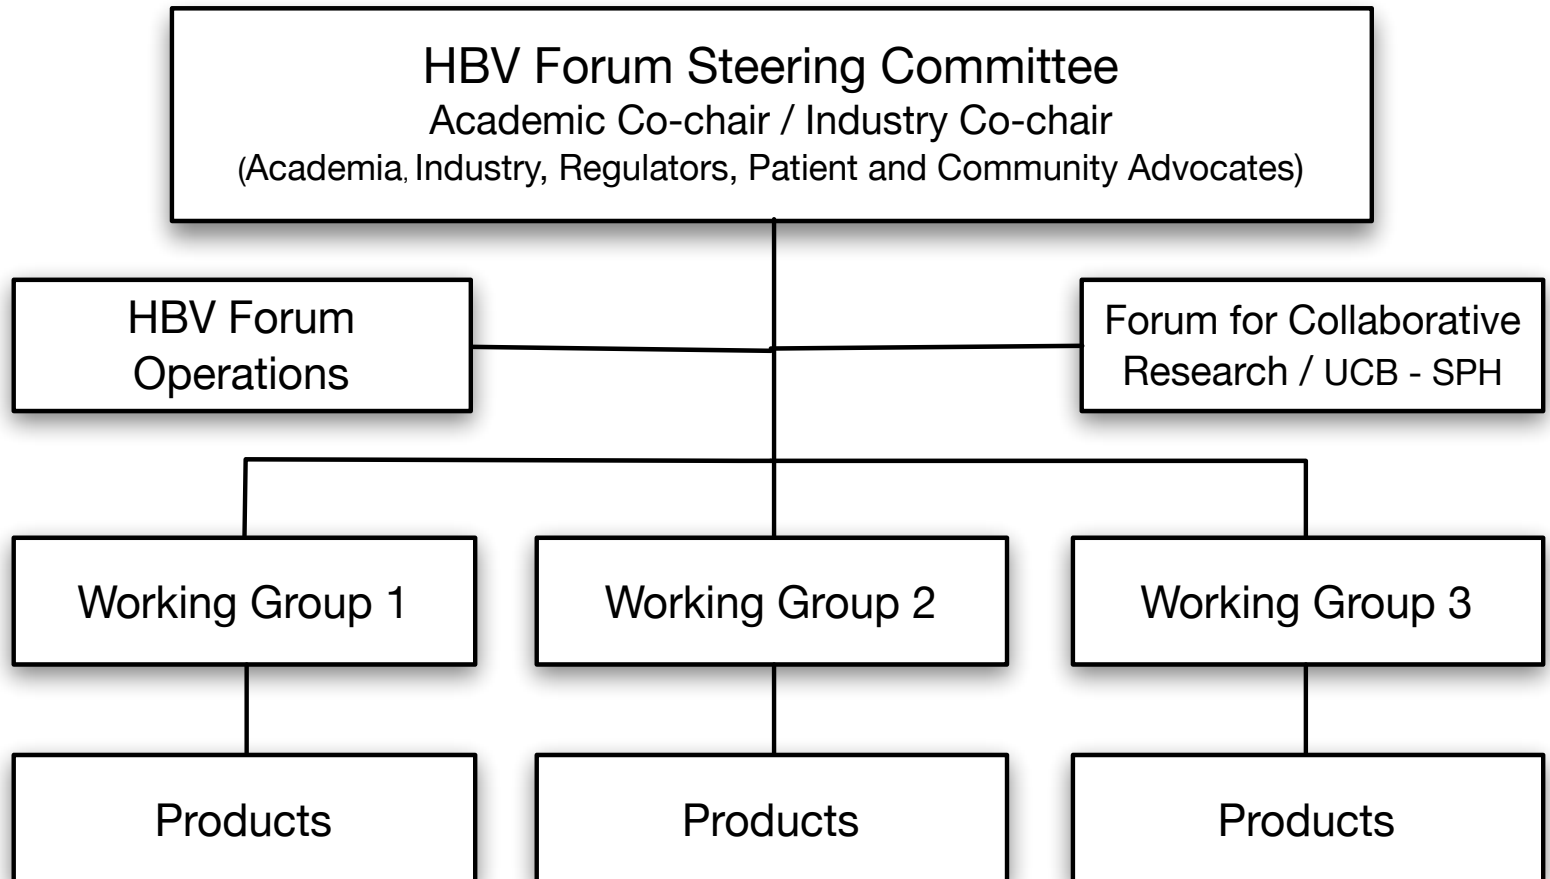 HBV Forum Steering Committee
Academic Co-chair / Industry Co-chair
(Academia, Industry, Regulators, Patient and Community Advocates)
HBV Forum
Operations
Forum for Collaborative
Research / UCB - SPH
Working Group 1
Working Group 2
Working Group 3
Products
Products
Products